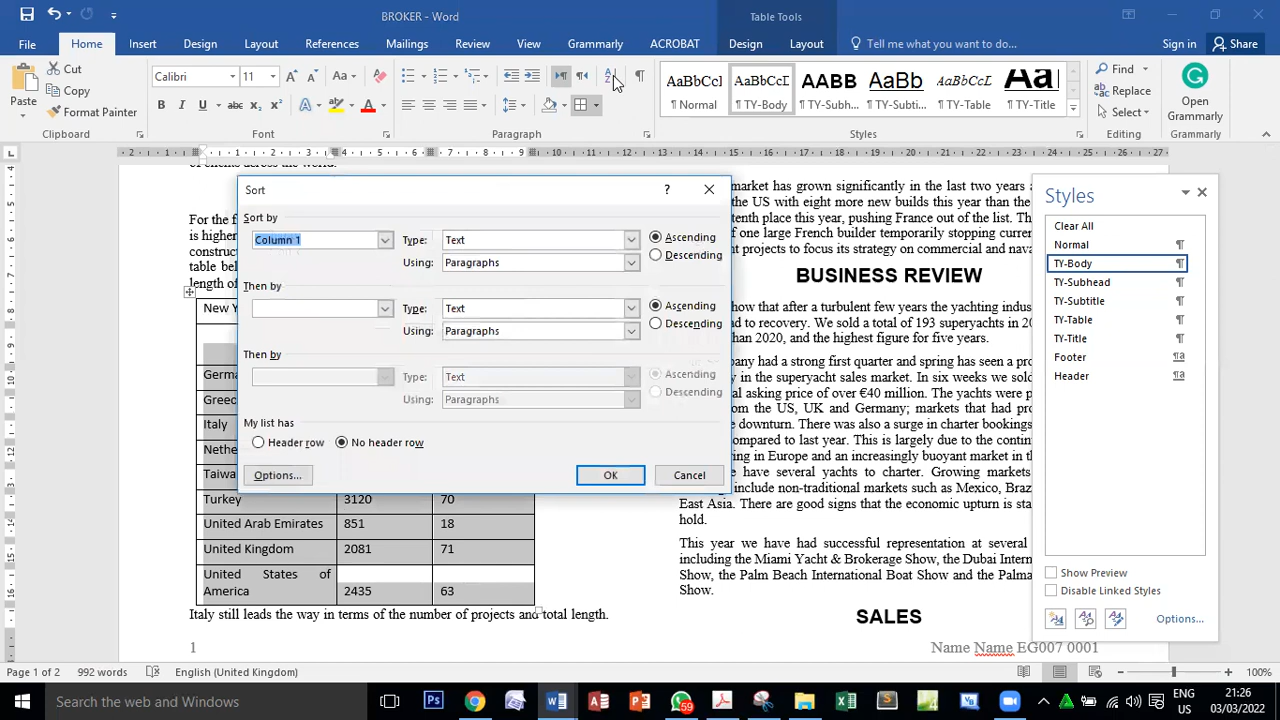 BROKER - Word
Table Tools
File
Home
Insert
Design
Layout
References
Mailings
Review
View
Grammarly
ACROBAT
Design
Layout
Tell me what you want to do...
Sign in
Share
Paste
Cut
Copy
Format Painter
Clipboard
Calibri
11
Font
Paragraph
AaBbCcI
¶ Normal
AaBbCcD
¶ TY-Body
AABB
¶ TY-Subh...
AaBb
¶ TY-Subti...
AaBbCcl
¶ TY-Table
AaBb
¶ TY-Title
Styles
Find
Replace
Select
Editing
Open
Grammarly
Grammarly
of clients across the world.
For the f
is higher
constru
table bel
length of
New Y
Germa
Greec
Italy
Nethe
Taiwa
Turkey 3120 70
United Arab Emirates 851 18
United Kingdom 2081 71
United States of
America 2435 63
Italy still leads the way in terms of the number of projects and total length.
1
Sort
Sort by
Column 1
Type: Text
Ascending
Using: Paragraphs
Descending
Then by
Type: Text
Ascending
Using: Paragraphs
Descending
Then by
Type: Text
Ascending
Using: Paragraphs
Descending
My list has
Header row
No header row
Options...
OK
Cancel
market has grown significantly in the last two years
the US with eight more new builds this year than the
tenth place this year, pushing France out of the list. Th
of one large French builder temporarily stopping curren
nt projects to focus its strategy on commercial and nava
BUSINESS REVIEW
show that after a turbulent few years the yachting indus
ad to recovery. We sold a total of 193 superyachts in 20
than 2020, and the highest figure for five years.
pany had a strong first quarter and spring has seen a pro
y in the superyacht sales market. In six weeks we sold
al asking price of over €40 million. The yachts were p
from the US, UK and Germany; markets that had pro
downturn. There was also a surge in charter bookings
compared to last year. This is largely due to the contin
ing in Europe and an increasingly buoyant market in th
have several yachts to charter. Growing markets
include non-traditional markets such as Mexico, Braz
East Asia. There are good signs that the economic upturn is sta
hold.
This year we have had successful representation at several
including the Miami Yacht & Brokerage Show, the Dubai Intern
Show, the Palm Beach International Boat Show and the Palma
Show.
SALES
Name Name EG007 0001
Styles
Clear All
Normal ¶
TY-Body ¶
TY-Subhead ¶
TY-Subtitle ¶
TY-Table ¶
TY-Title ¶
Footer ¶a
Header ¶a
Show Preview
Disable Linked Styles
Options...
Page 1 of 2
992 words
English (United Kingdom)
100%
Search the web and Windows
59
ENG
US
21:26
03/03/2022